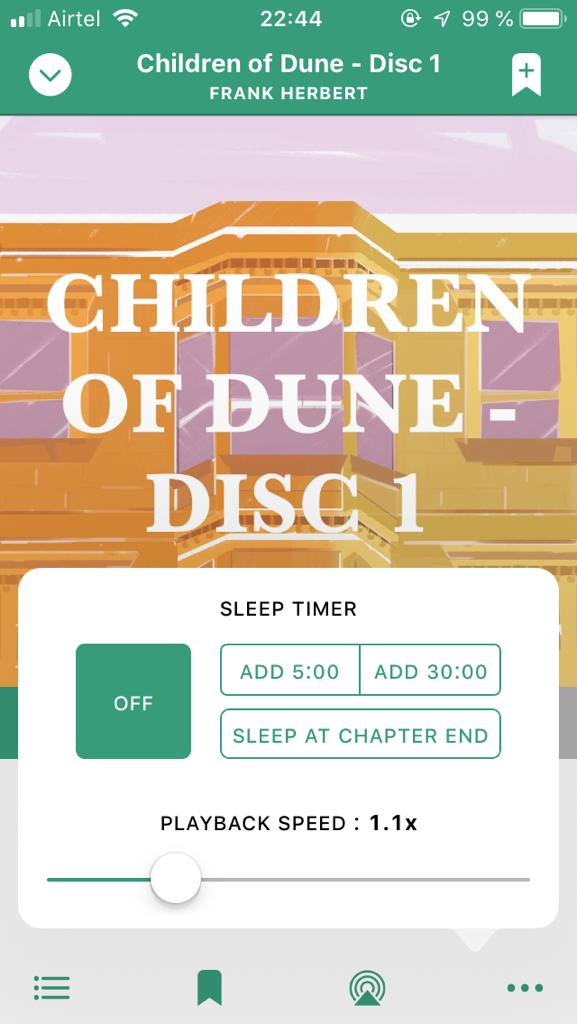 Airtel 22:44 99 %
Children of Dune - Disc 1
FRANK HERBERT
CHILDREN
OF DUNE -
DISC 1
SLEEP TIMER
OFF
ADD 5:00 ADD 30:00
SLEEP AT CHAPTER END
PLAYBACK SPEED : 1.1x